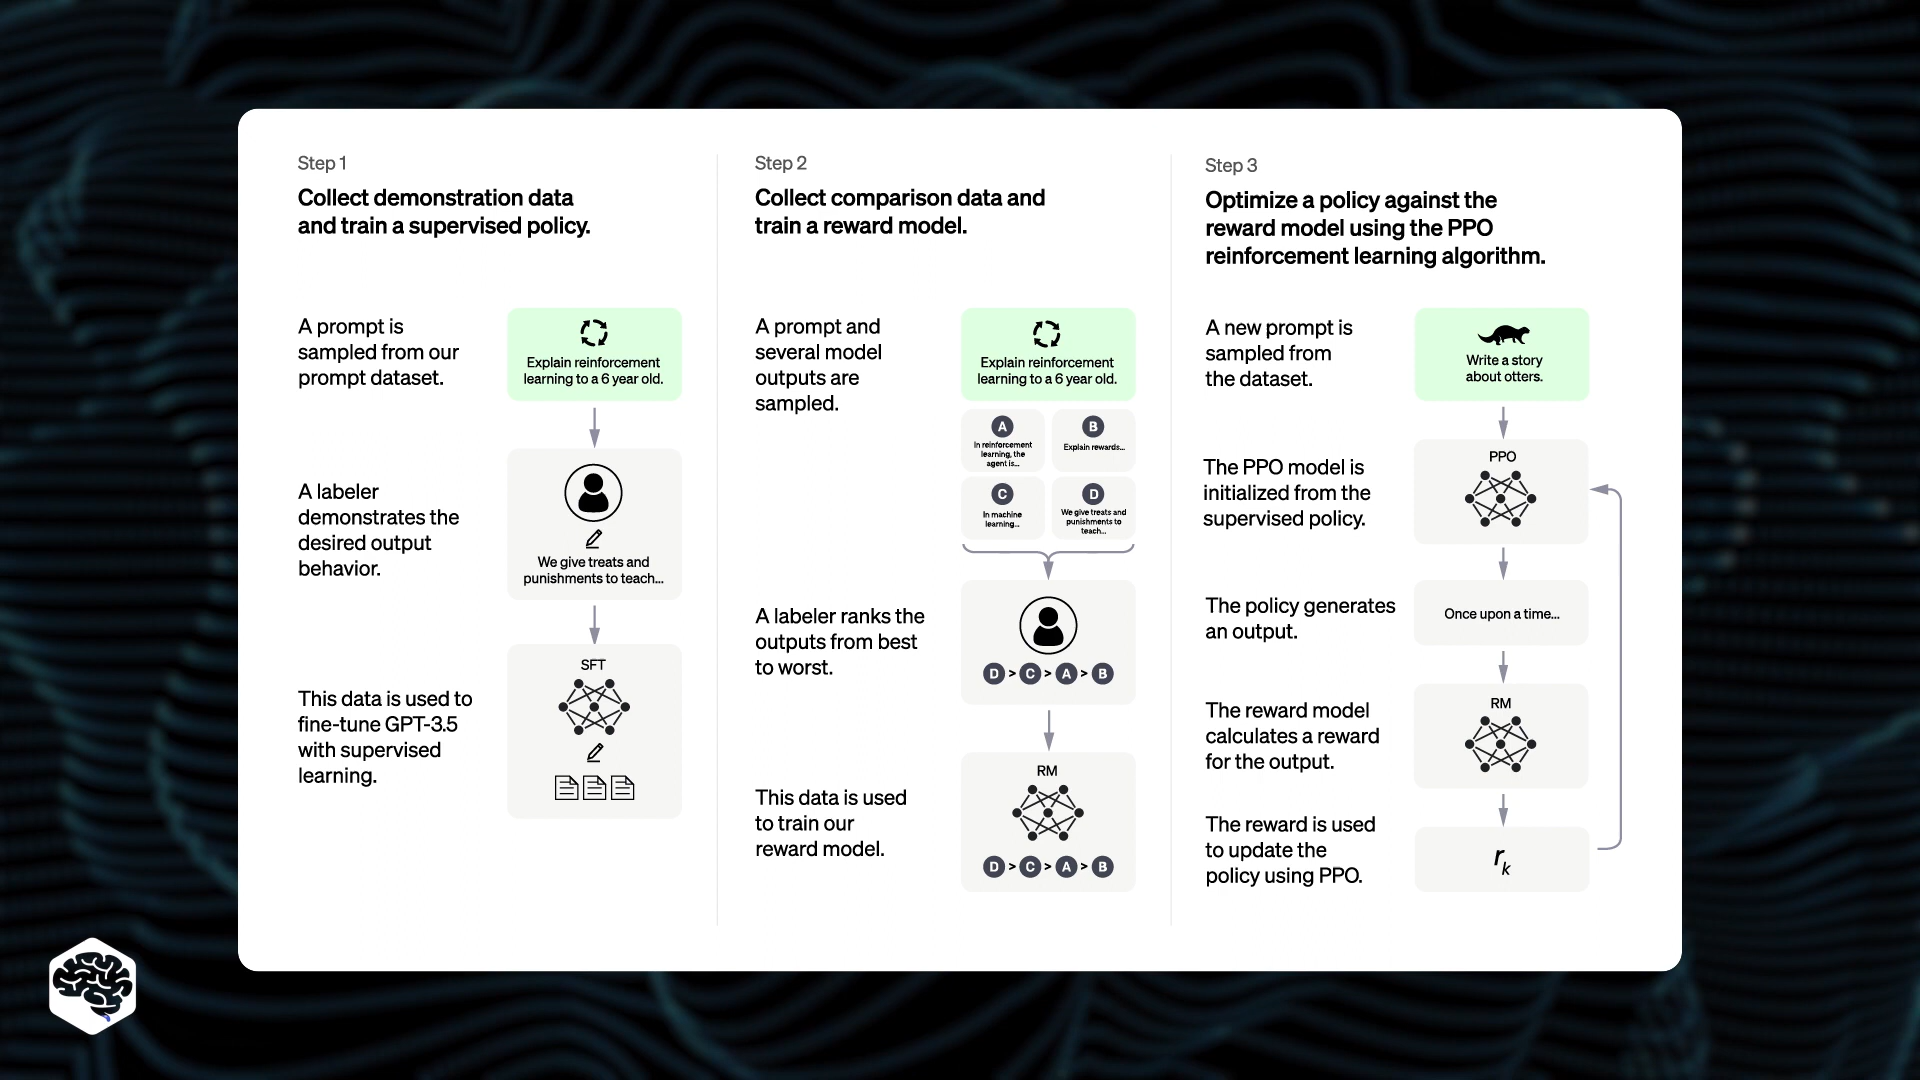 Step 1
Collect demonstration data
and train a supervised policy.
A prompt is
sampled from our
prompt dataset.
Explain reinforcement
learning to a 6 year old.
A labeler
demonstrates the
desired output
behavior.
We give treats and
punishments to teach...
This data is used to
fine-tune GPT-3.5
with supervised
learning.
SFT
Step 2
Collect comparison data and
train a reward model.
A prompt and
several model
outputs are
sampled.
Explain reinforcement
learning to a 6 year old.
A
In reinforcement
learning, the
agent is...
B
Explain rewards...
C
In machine
learning...
D
We give treats and
punishments to
teach...
A labeler ranks the
outputs from best
to worst.
D > C > A > B
This data is used
to train our
reward model.
RM
D > C > A > B
Step 3
Optimize a policy against the
reward model using the PPO
reinforcement learning algorithm.
A new prompt is
sampled from
the dataset.
Write a story
about otters.
The PPO model is
initialized from the
supervised policy.
PPO
The policy generates
an output.
Once upon a time...
The reward model
calculates a reward
for the output.
RM
The reward is used
to update the
policy using PPO.
rk